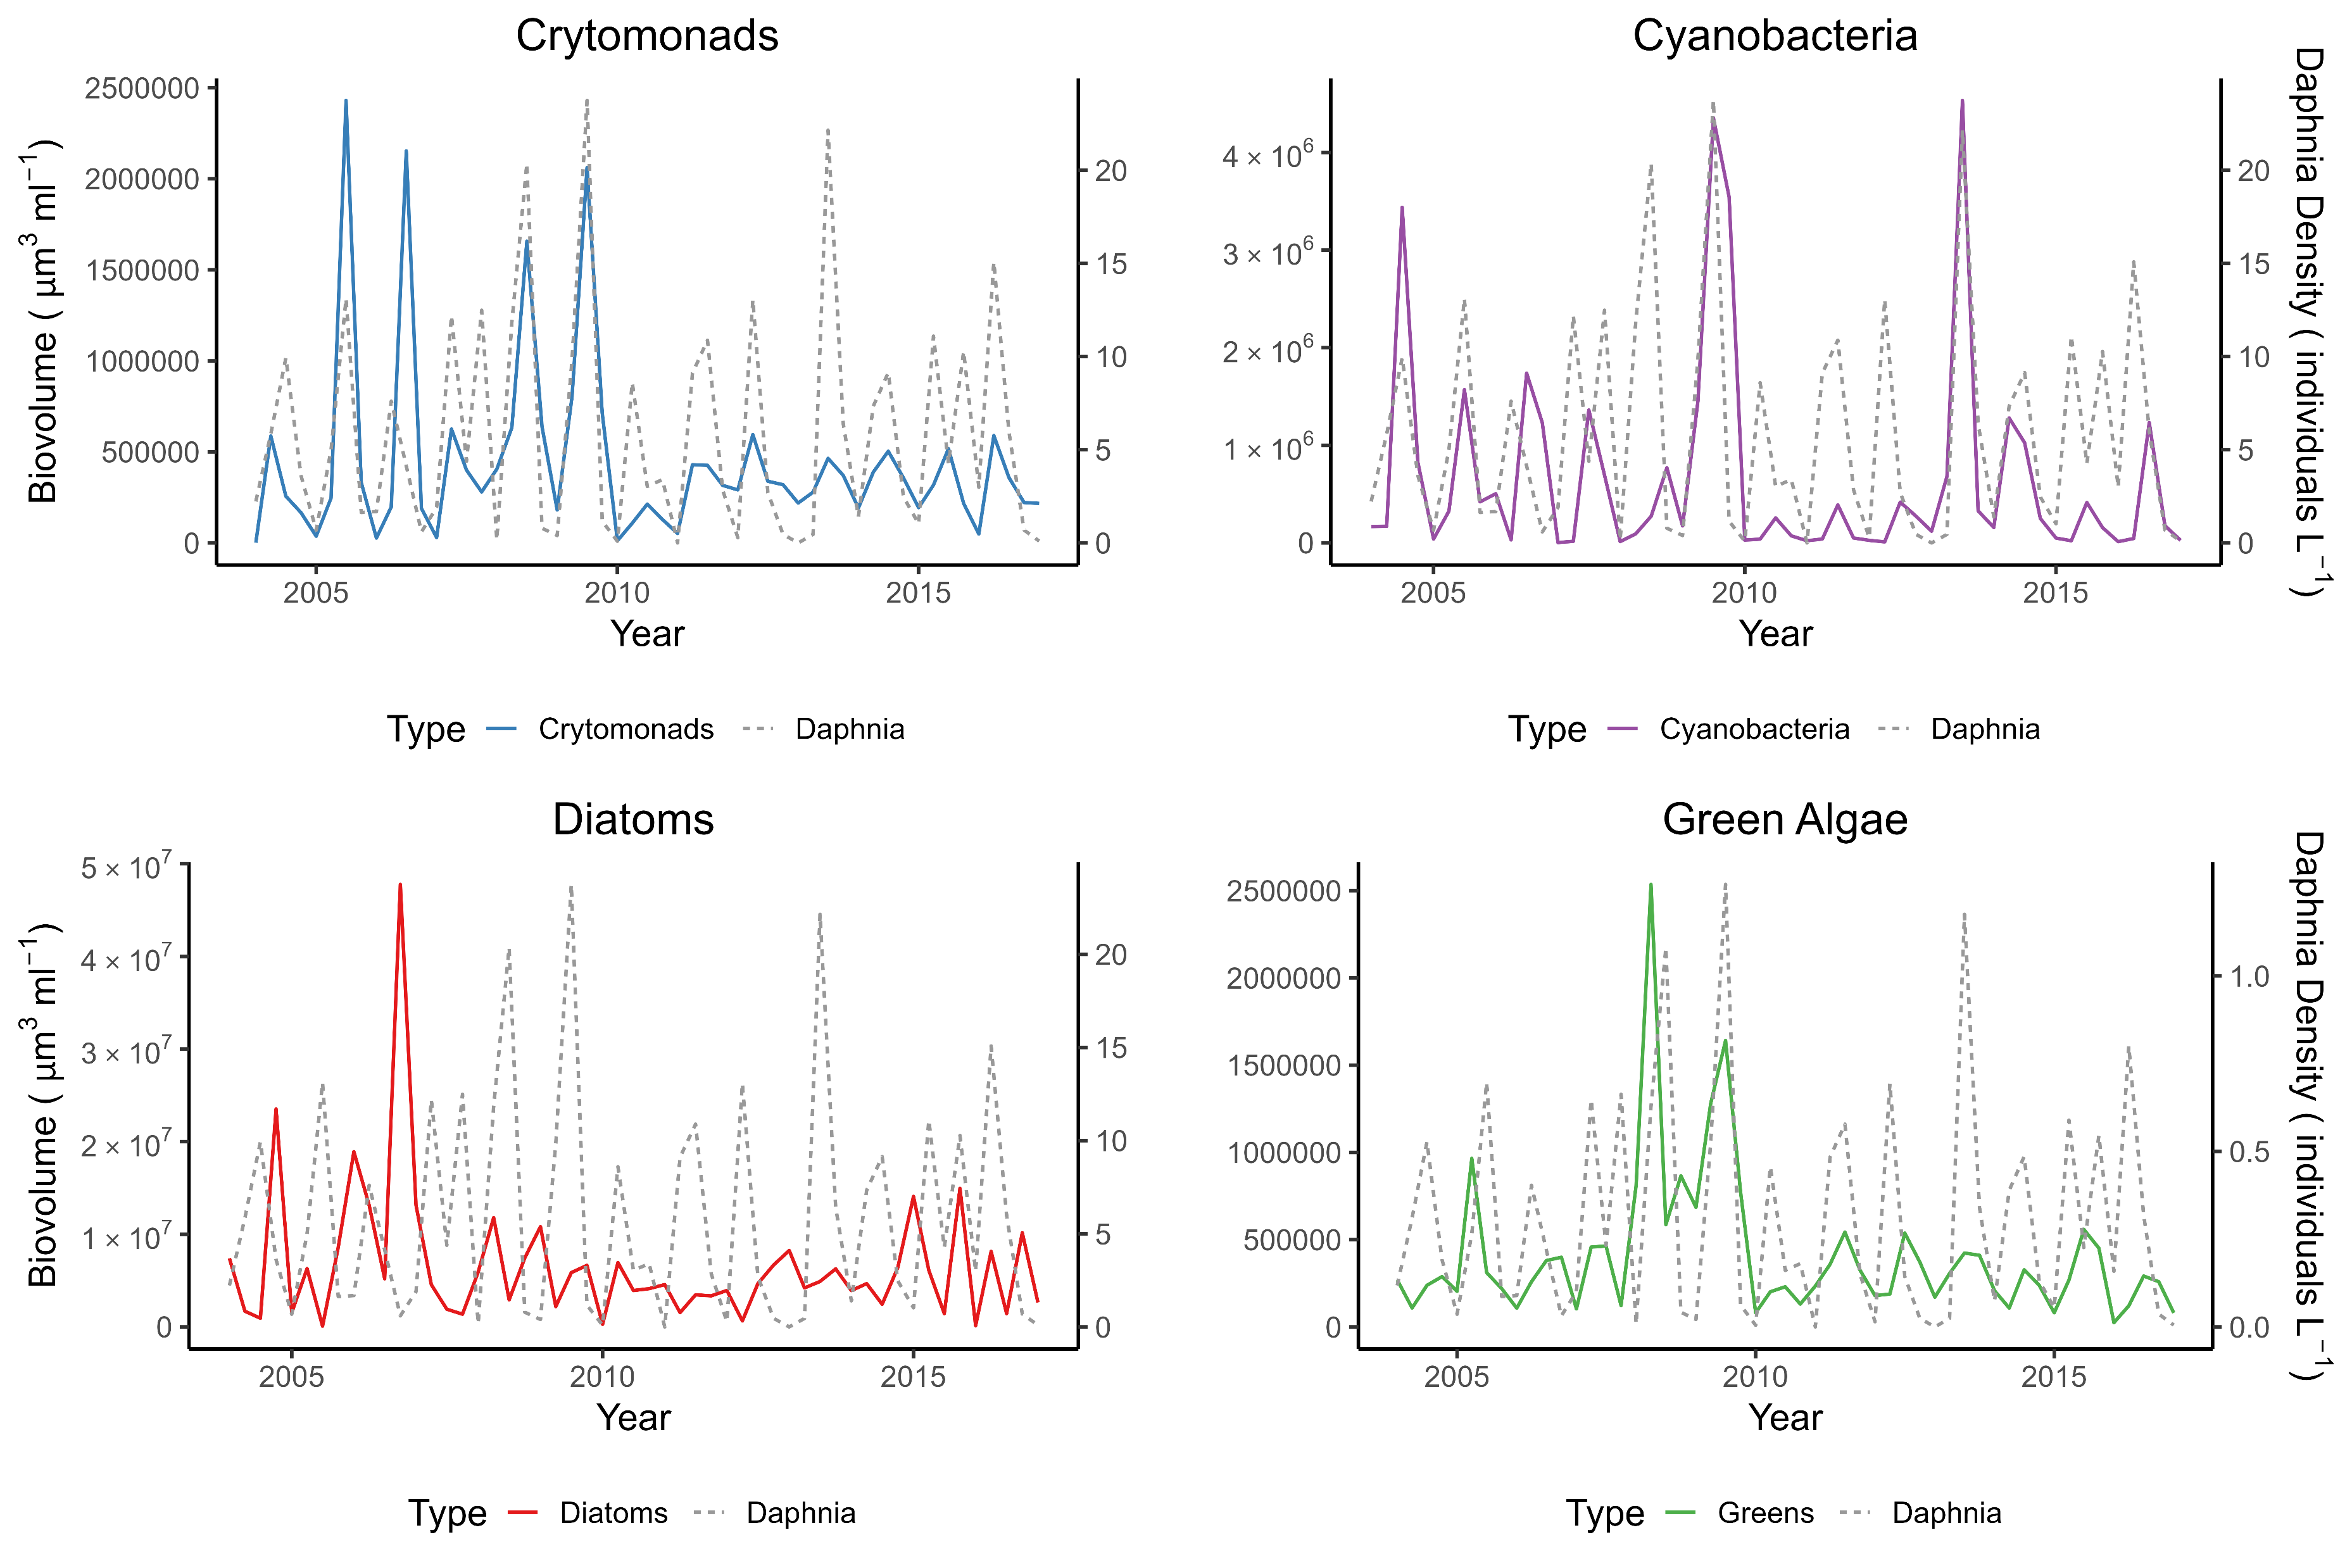 Crytomonads
Biovolume ( μm³ ml⁻¹)
2500000
2000000
1500000
1000000
500000
0
20
15
10
5
0
2005 2010 2015
Year
Type Crytomonads Daphnia
Cyanobacteria
4 × 10⁶
3 × 10⁶
2 × 10⁶
1 × 10⁶
0
20
15
10
5
0
Daphnia Density ( individuals L⁻¹)
2005 2010 2015
Year
Type Cyanobacteria Daphnia
Diatoms
Biovolume ( μm³ ml⁻¹)
5 × 10⁷
4 × 10⁷
3 × 10⁷
2 × 10⁷
1 × 10⁷
0
20
15
10
5
0
2005 2010 2015
Year
Type Diatoms Daphnia
Green Algae
2500000
2000000
1500000
1000000
500000
0
1.0
0.5
0.0
Daphnia Density ( individuals L⁻¹)
2005 2010 2015
Year
Type Greens Daphnia